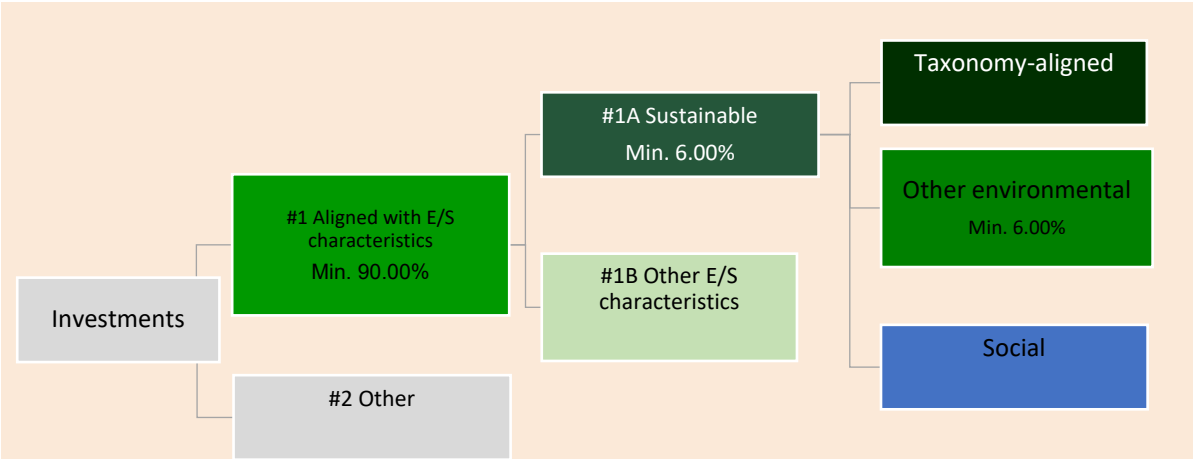 Investments
#1 Aligned with E/S
characteristics
Min. 90.00%
#2 Other
#1A Sustainable
Min. 6.00%
#1B Other E/S
characteristics
Taxonomy-aligned
Other environmental
Min. 6.00%
Social